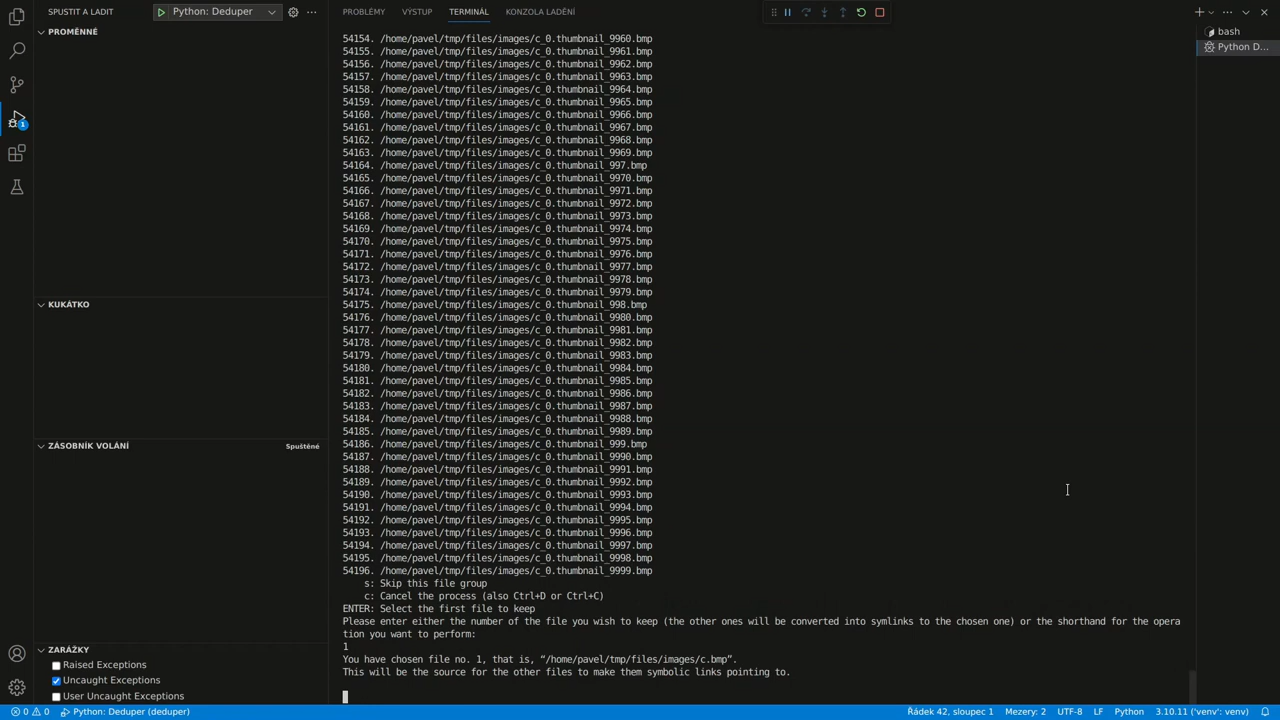 SPUSTIT A LADIT
Python: Deduper
PROBLÉMY
VÝSTUP
TERMINÁL
KONZOLA LADĚNÍ
PROMĚNNÉ
KUKÁTKO
ZÁSOBNÍK VOLÁNÍ
Spuštěné
ZARÁŽKY
Raised Exceptions
Uncaught Exceptions
User Uncaught Exceptions
1
54154. /home/pavel/tmp/files/images/c_0.thumbnail_9960.bmp
54155. /home/pavel/tmp/files/images/c_0.thumbnail_9961.bmp
54156. /home/pavel/tmp/files/images/c_0.thumbnail_9962.bmp
54157. /home/pavel/tmp/files/images/c_0.thumbnail_9963.bmp
54158. /home/pavel/tmp/files/images/c_0.thumbnail_9964.bmp
54159. /home/pavel/tmp/files/images/c_0.thumbnail_9965.bmp
54160. /home/pavel/tmp/files/images/c_0.thumbnail_9966.bmp
54161. /home/pavel/tmp/files/images/c_0.thumbnail_9967.bmp
54162. /home/pavel/tmp/files/images/c_0.thumbnail_9968.bmp
54163. /home/pavel/tmp/files/images/c_0.thumbnail_9969.bmp
54164. /home/pavel/tmp/files/images/c_0.thumbnail_997.bmp
54165. /home/pavel/tmp/files/images/c_0.thumbnail_9970.bmp
54166. /home/pavel/tmp/files/images/c_0.thumbnail_9971.bmp
54167. /home/pavel/tmp/files/images/c_0.thumbnail_9972.bmp
54168. /home/pavel/tmp/files/images/c_0.thumbnail_9973.bmp
54169. /home/pavel/tmp/files/images/c_0.thumbnail_9974.bmp
54170. /home/pavel/tmp/files/images/c_0.thumbnail_9975.bmp
54171. /home/pavel/tmp/files/images/c_0.thumbnail_9976.bmp
54172. /home/pavel/tmp/files/images/c_0.thumbnail_9977.bmp
54173. /home/pavel/tmp/files/images/c_0.thumbnail_9978.bmp
54174. /home/pavel/tmp/files/images/c_0.thumbnail_9979.bmp
54175. /home/pavel/tmp/files/images/c_0.thumbnail_998.bmp
54176. /home/pavel/tmp/files/images/c_0.thumbnail_9980.bmp
54177. /home/pavel/tmp/files/images/c_0.thumbnail_9981.bmp
54178. /home/pavel/tmp/files/images/c_0.thumbnail_9982.bmp
54179. /home/pavel/tmp/files/images/c_0.thumbnail_9983.bmp
54180. /home/pavel/tmp/files/images/c_0.thumbnail_9984.bmp
54181. /home/pavel/tmp/files/images/c_0.thumbnail_9985.bmp
54182. /home/pavel/tmp/files/images/c_0.thumbnail_9986.bmp
54183. /home/pavel/tmp/files/images/c_0.thumbnail_9987.bmp
54184. /home/pavel/tmp/files/images/c_0.thumbnail_9988.bmp
54185. /home/pavel/tmp/files/images/c_0.thumbnail_9989.bmp
54186. /home/pavel/tmp/files/images/c_0.thumbnail_999.bmp
54187. /home/pavel/tmp/files/images/c_0.thumbnail_9990.bmp
54188. /home/pavel/tmp/files/images/c_0.thumbnail_9991.bmp
54189. /home/pavel/tmp/files/images/c_0.thumbnail_9992.bmp
54190. /home/pavel/tmp/files/images/c_0.thumbnail_9993.bmp
54191. /home/pavel/tmp/files/images/c_0.thumbnail_9994.bmp
54192. /home/pavel/tmp/files/images/c_0.thumbnail_9995.bmp
54193. /home/pavel/tmp/files/images/c_0.thumbnail_9996.bmp
54194. /home/pavel/tmp/files/images/c_0.thumbnail_9997.bmp
54195. /home/pavel/tmp/files/images/c_0.thumbnail_9998.bmp
54196. /home/pavel/tmp/files/images/c_0.thumbnail_9999.bmp
s: Skip this file group
c: Cancel the process (also Ctrl+D or Ctrl+C)
ENTER: Select the first file to keep
Please enter either the number of the file you wish to keep (the other ones will be converted into symlinks to the chosen one) or the shorthand for the opera
tion you want to perform:
1
You have chosen file no. 1, that is, “/home/pavel/tmp/files/images/c.bmp”.
This will be the source for the other files to make them symbolic links pointing to.
bash
Python D...
0 0
Python: Deduper (deduper)
Řádek 42, sloupec 1
Mezery: 2
UTF-8
LF
Python
3.10.11 ('venv': venv)